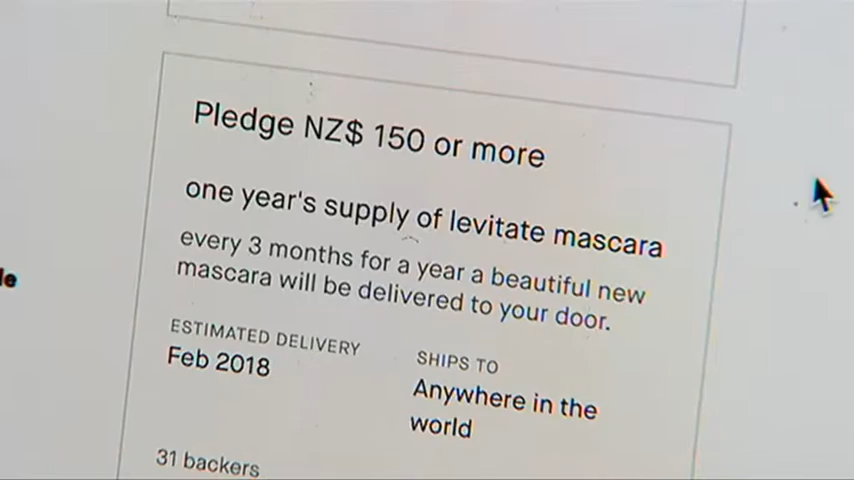 Pledge NZ$ 150 or more
one year's supply of levitate mascara
every 3 months for a year a beautiful new
mascara will be delivered to your door.
ESTIMATED DELIVERY
Feb 2018
SHIPS TO
Anywhere in the
world
31 backers